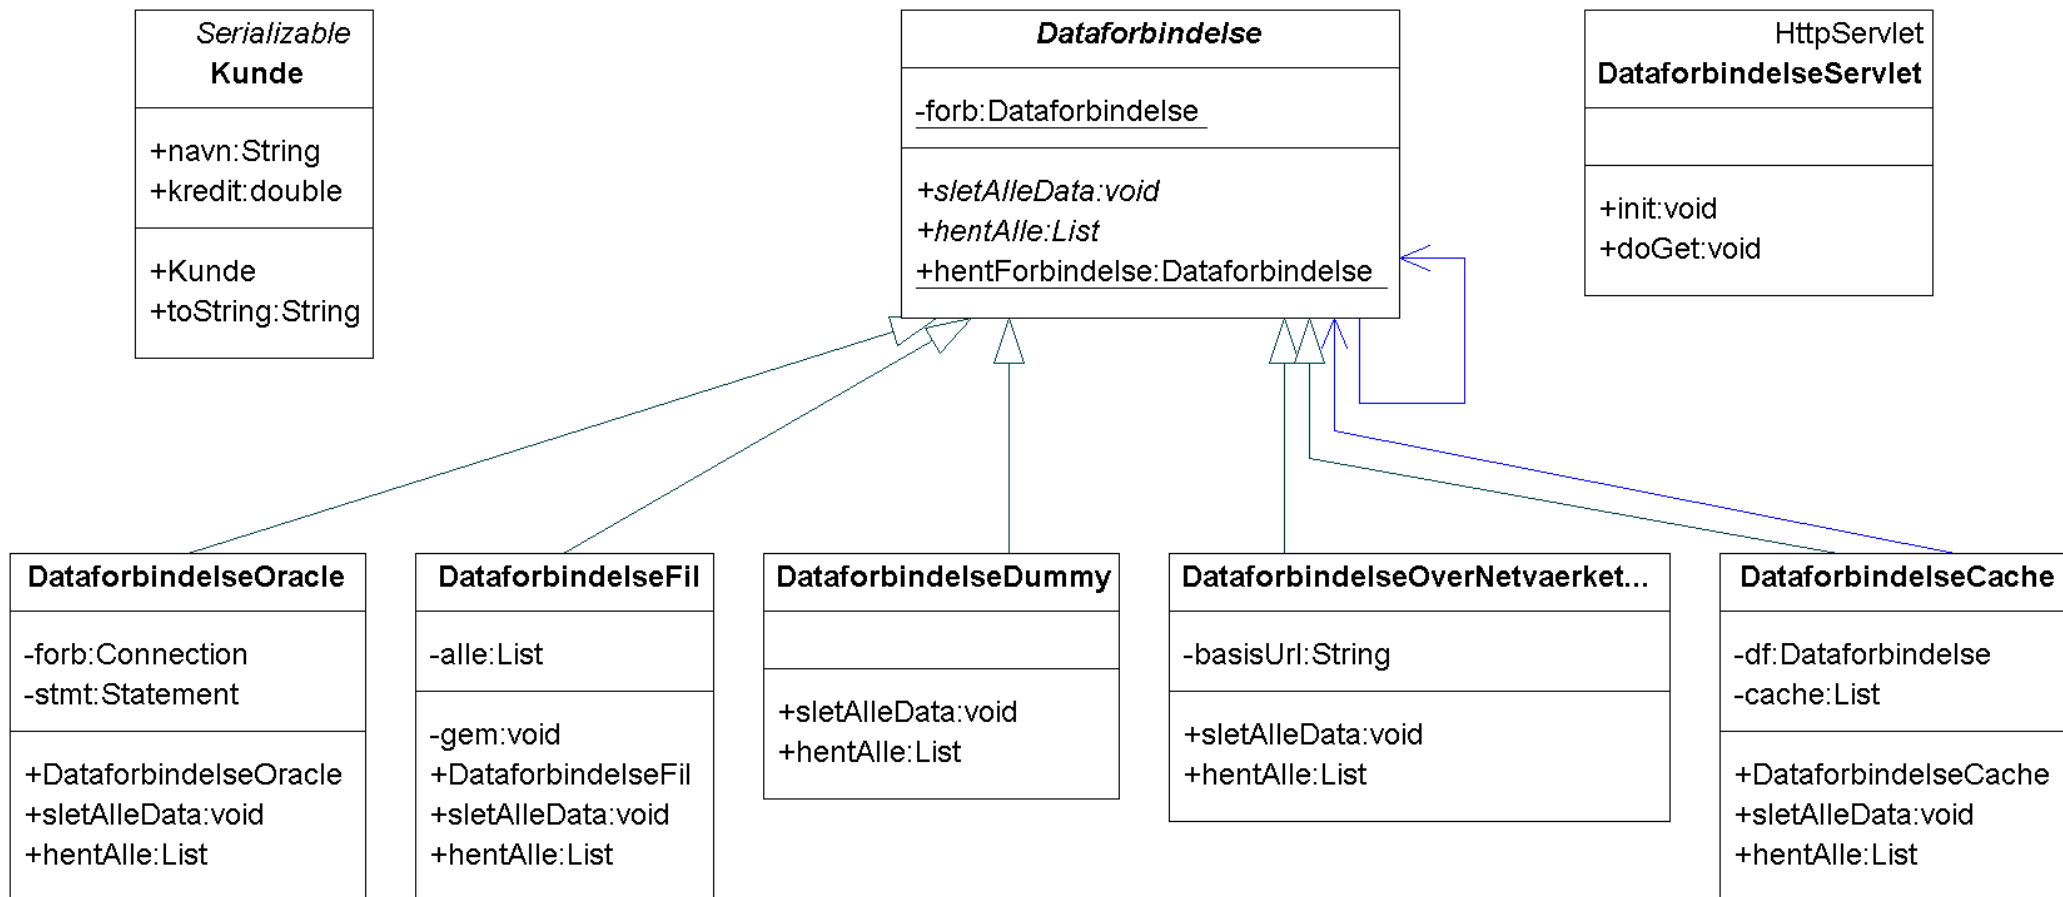 Serializable
Kunde
+navn:String
+kredit:double
+Kunde
+toString:String
Dataforbindelse
-forb:Dataforbindelse
+sletAlleData:void
+hentAlle:List
+hentForbindelse:Dataforbindelse
HttpServlet
DataforbindelseServlet
+init:void
+doGet:void
DataforbindelseOracle
-forb:Connection
-stmt:Statement
+DataforbindelseOracle
+sletAlleData:void
+hentAlle:List
DataforbindelseFil
-alle:List
-gem:void
+DataforbindelseFil
+sletAlleData:void
+hentAlle:List
DataforbindelseDummy
+sletAlleData:void
+hentAlle:List
DataforbindelseOverNetvaerket...
-basisUrl:String
+sletAlleData:void
+hentAlle:List
DataforbindelseCache
-df:Dataforbindelse
-cache:List
+DataforbindelseCache
+sletAlleData:void
+hentAlle:List